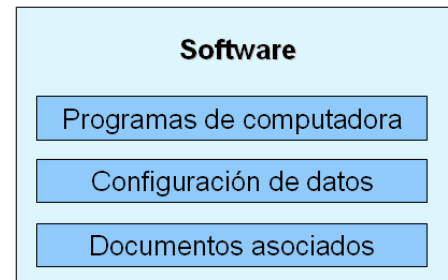 Software
Programas de computadora
Configuración de datos
Documentos asociados